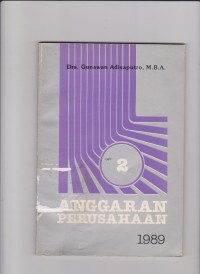 Drs. Gunawan Adisaputro, M.B.A.
2
ANGGARAN
PERUSAHAAN
1989